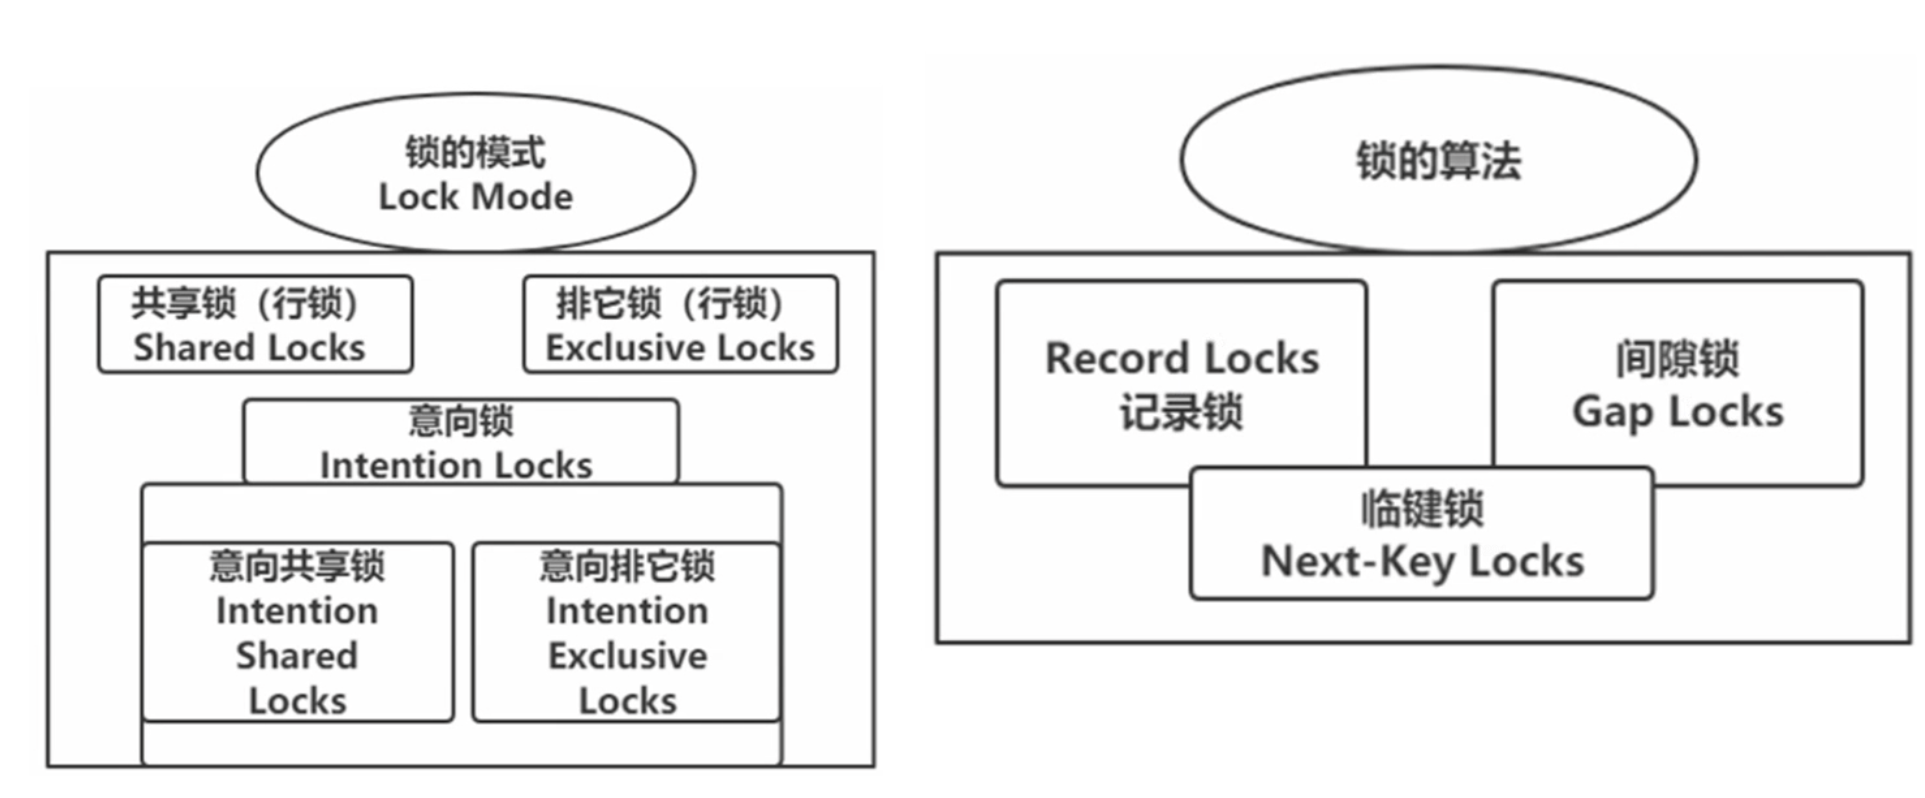 锁的模式
Lock Mode
共享锁（行锁）
Shared Locks
排它锁（行锁）
Exclusive Locks
意向锁
Intention Locks
意向共享锁
Intention
Shared
Locks
意向排它锁
Intention
Exclusive
Locks
锁的算法
Record Locks
记录锁
间隙锁
Gap Locks
临键锁
Next-Key Locks